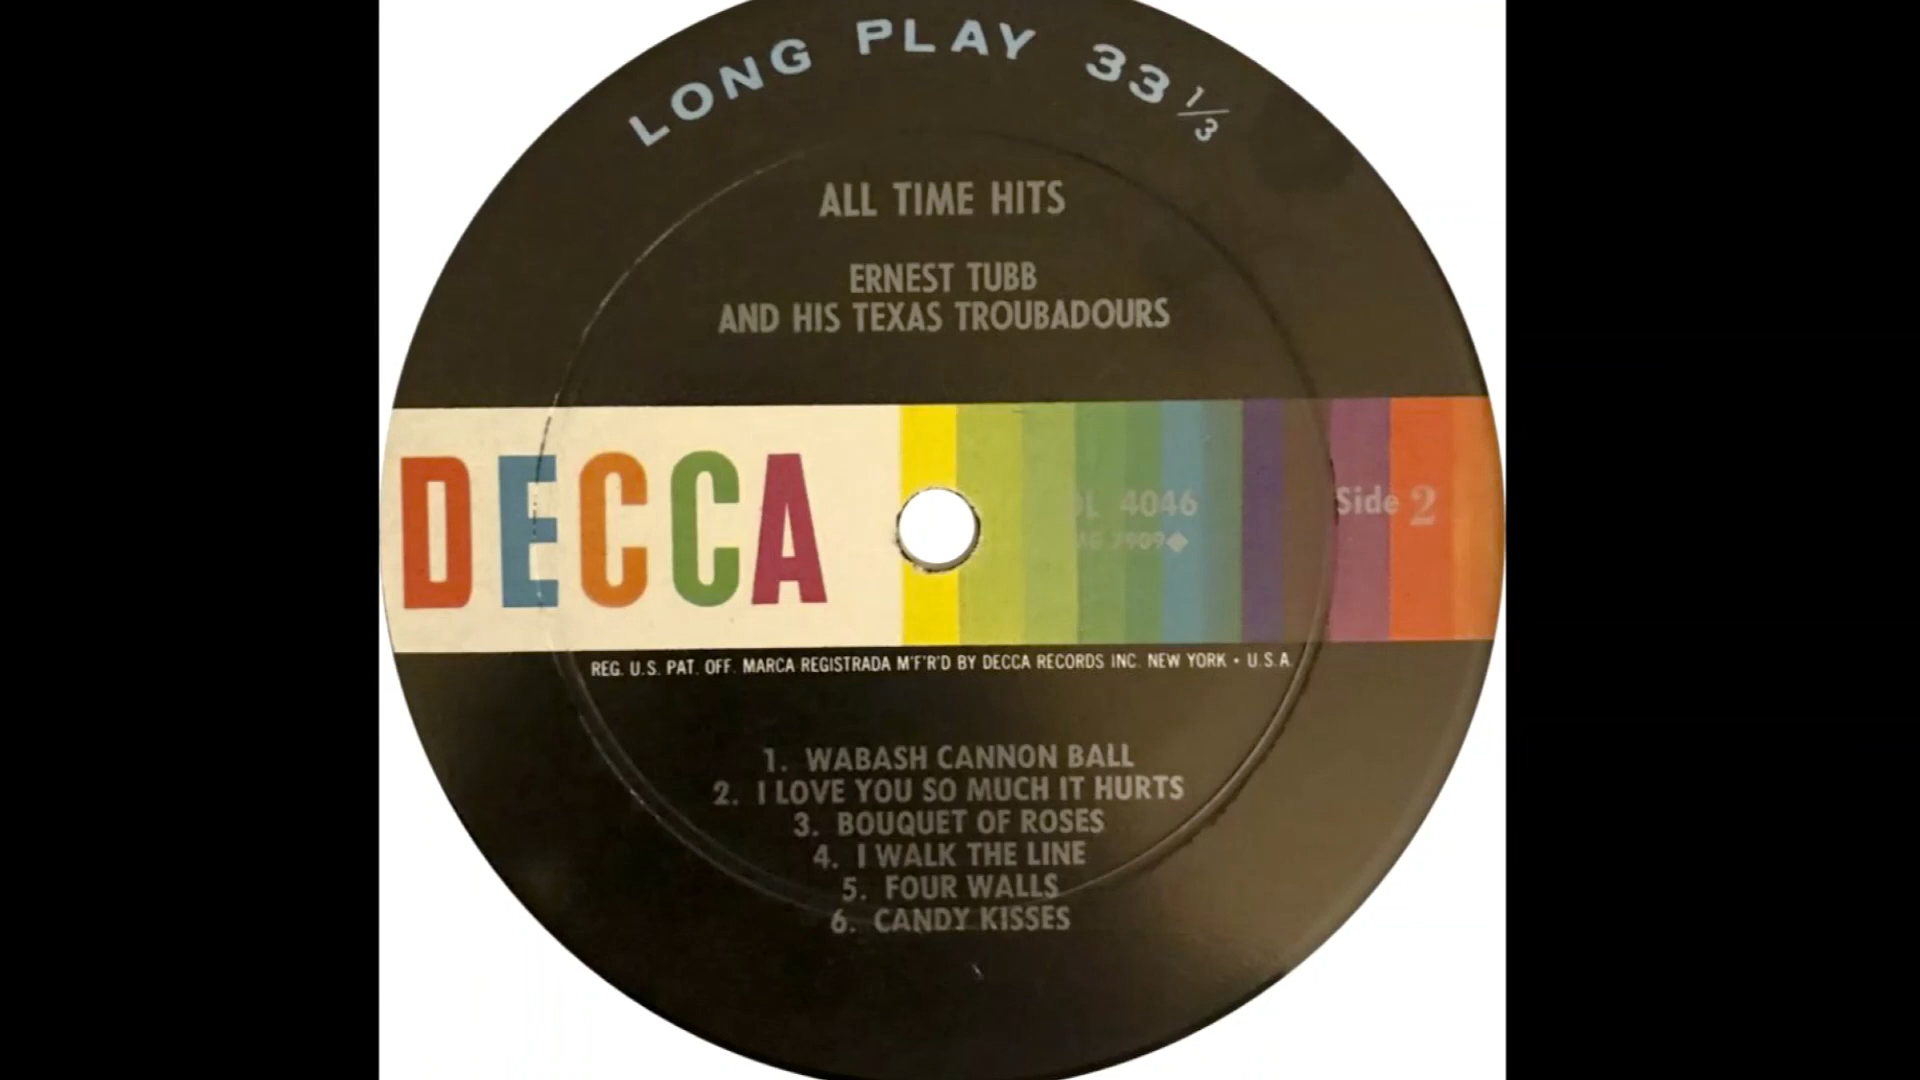 LONG PLAY 33 1/3
ALL TIME HITS
ERNEST TUBB
AND HIS TEXAS TROUBADOURS
DECCA
DL 4046
Side 2
REG. U.S. PAT. OFF. MARCA REGISTRADA M'F'R'D BY DECCA RECORDS INC. NEW YORK • U.S.A.
1. WABASH CANNON BALL
2. I LOVE YOU SO MUCH IT HURTS
3. BOUQUET OF ROSES
4. I WALK THE LINE
5. FOUR WALLS
6. CANDY KISSES